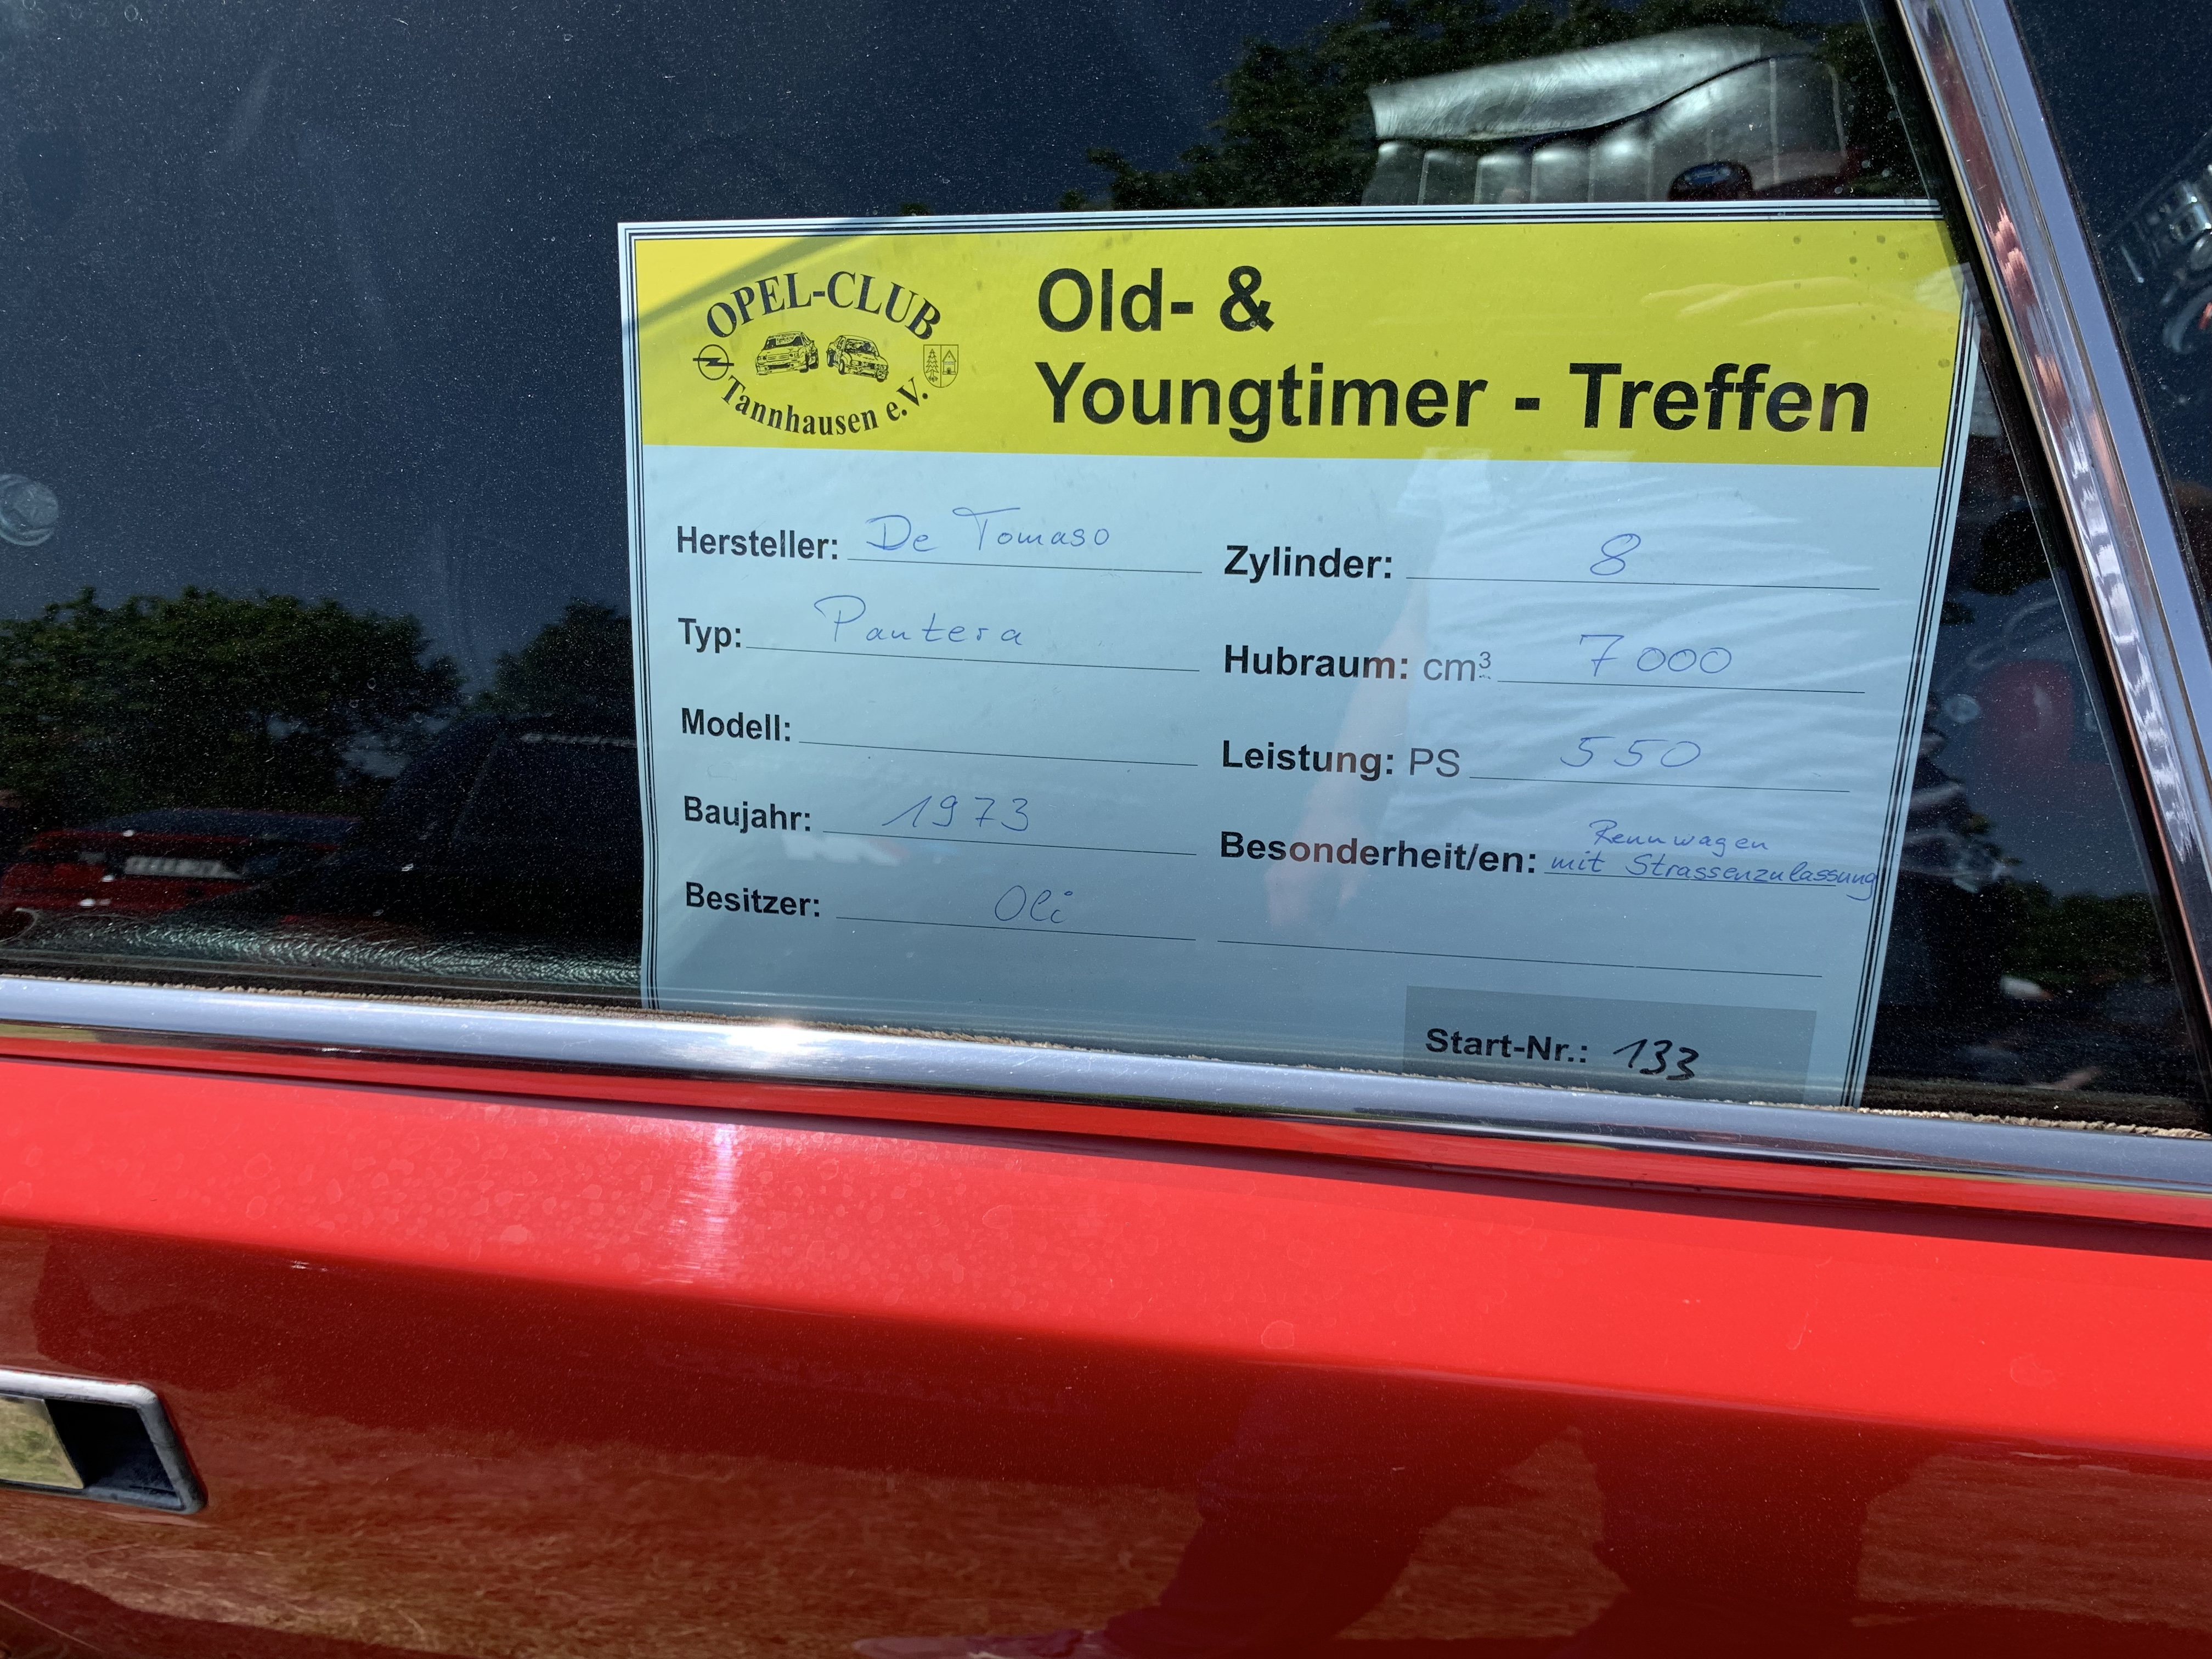 OPEL-CLUB
Tannhausen e.V.
Old- &
Youngtimer - Treffen
Hersteller: De Tomaso
Typ: Pantera
Modell:
Baujahr: 1973
Besitzer: Oli
Zylinder: 8
Hubraum: cm³ 7000
Leistung: PS 550
Besonderheit/en: Rennwagen
mit Strassenzulassung
Start-Nr.: 133